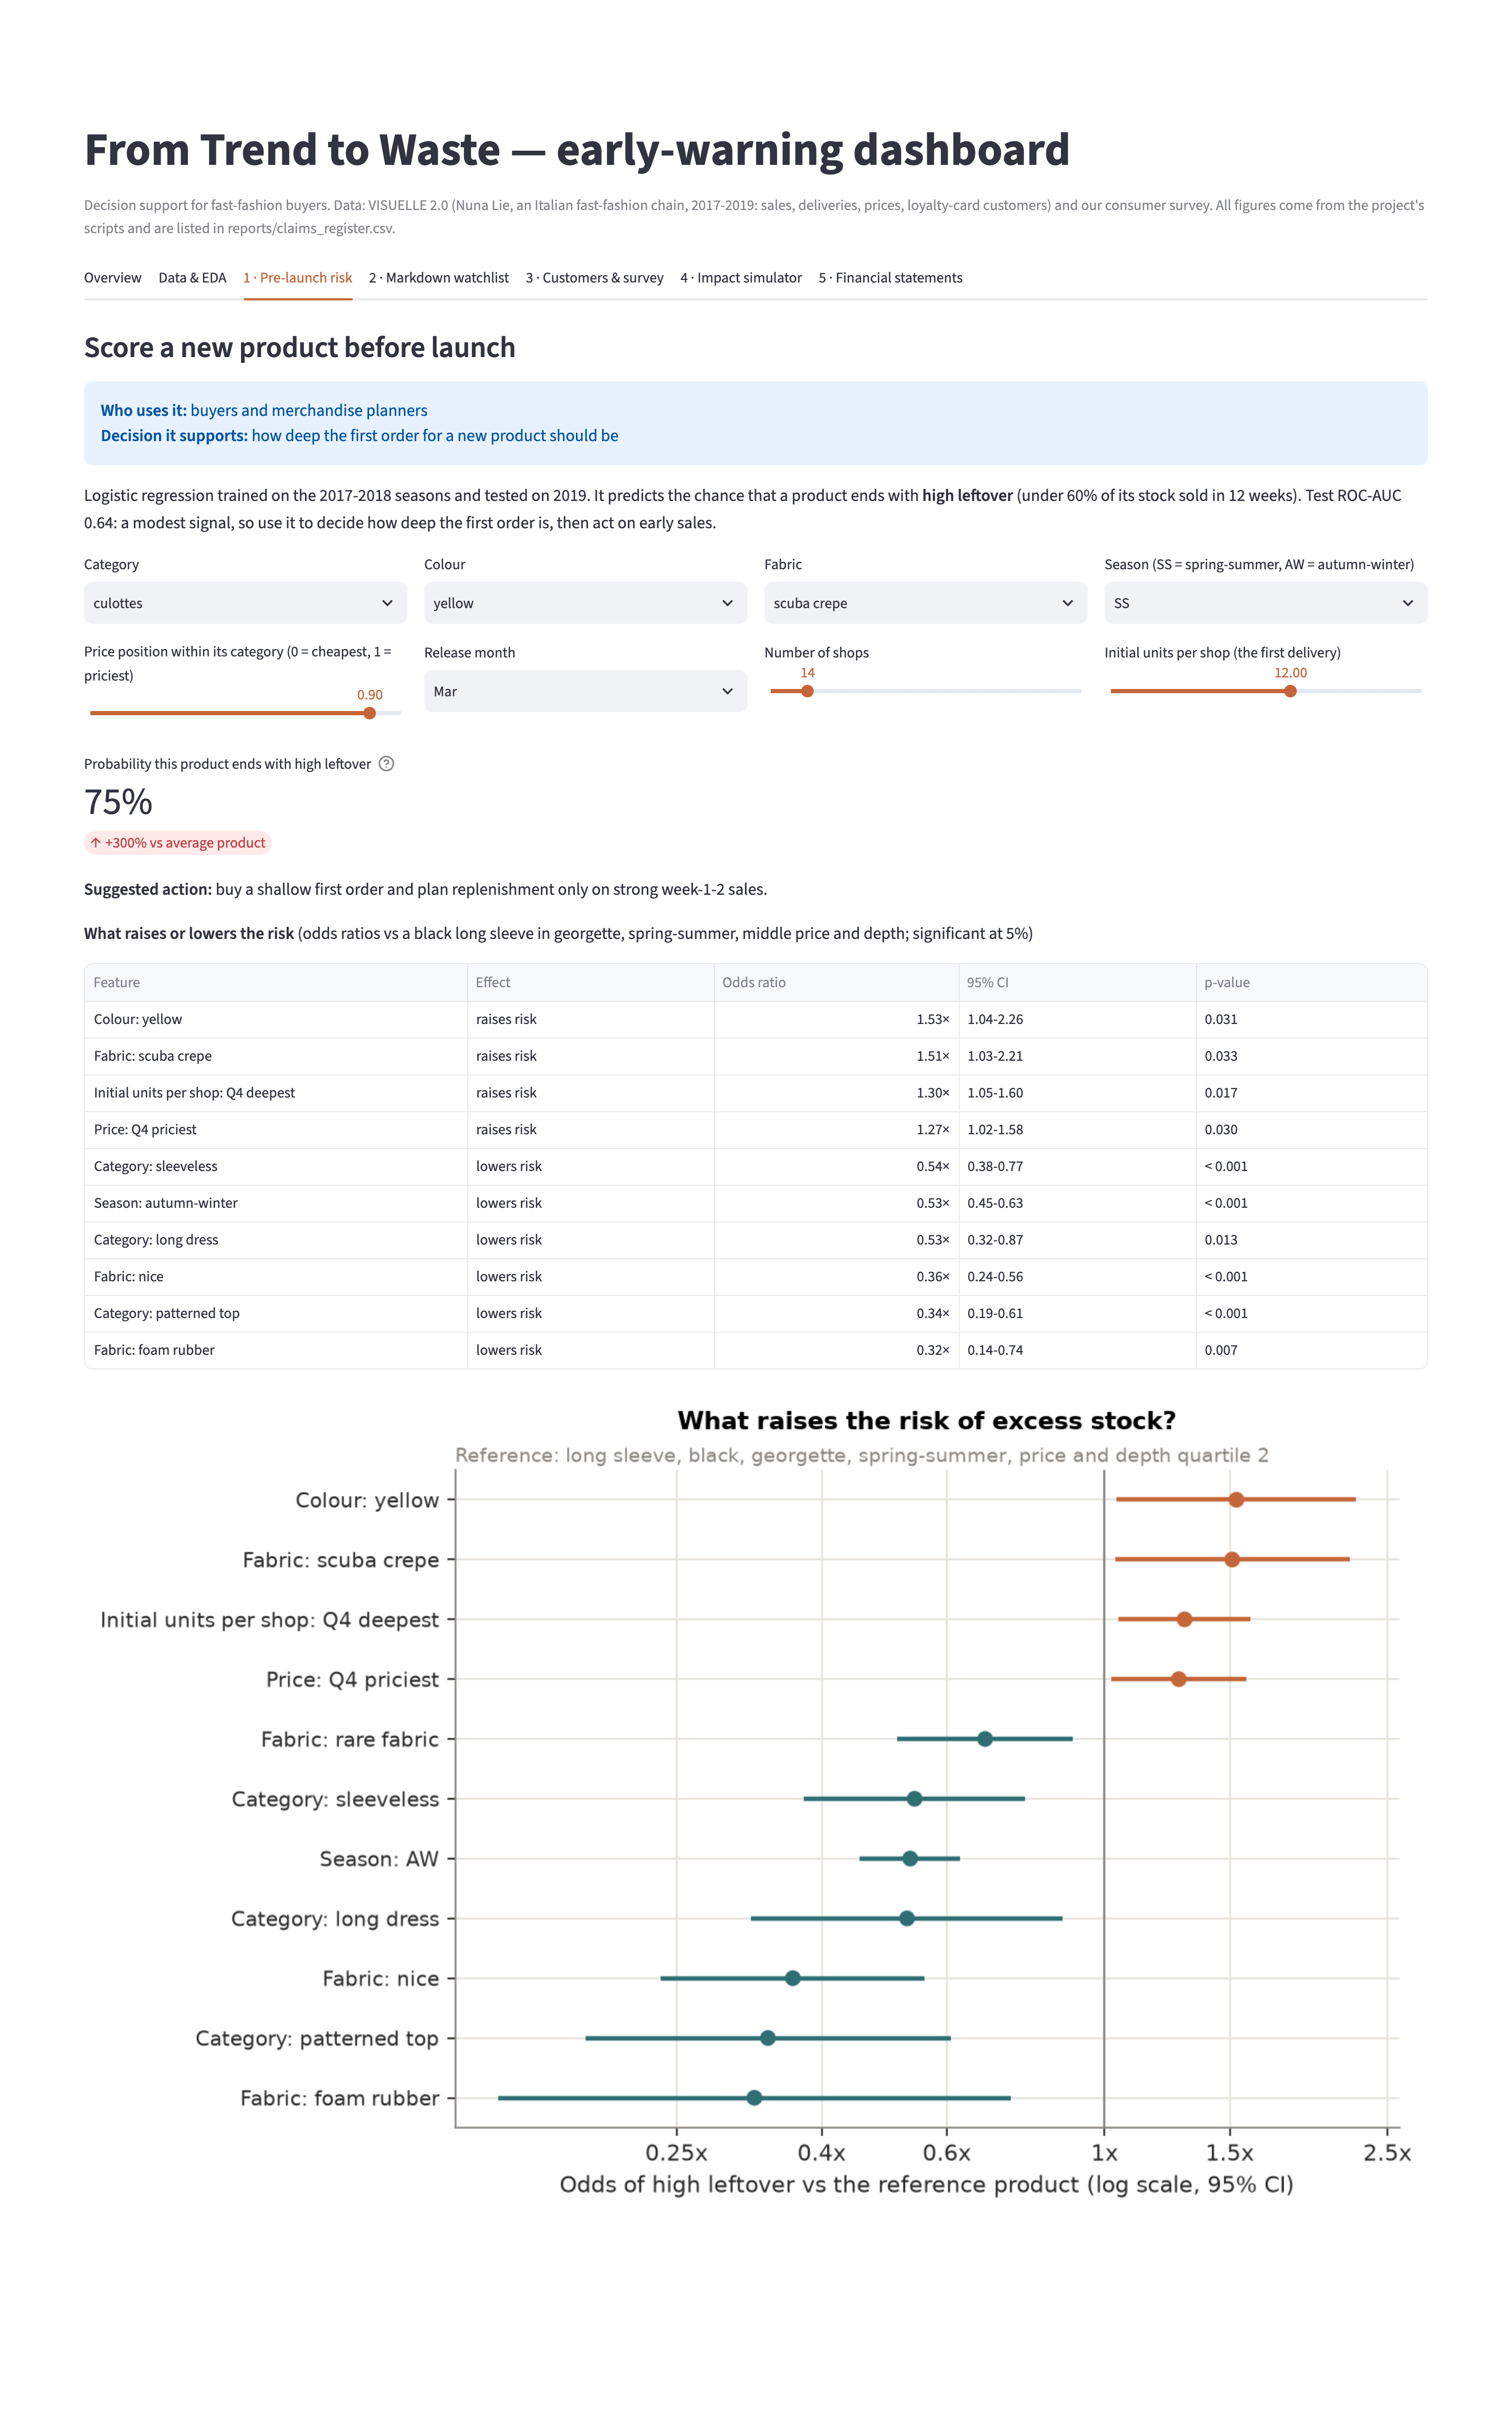 From Trend to Waste — early-warning dashboard
Decision support for fast-fashion buyers. Data: VISUELLE 2.0 (Nuna Lie, an Italian fast-fashion chain, 2017-2019: sales, deliveries, prices, loyalty-card customers) and our consumer survey. All figures come from the project's
scripts and are listed in reports/claims_register.csv.
Overview Data & EDA 1 · Pre-launch risk 2 · Markdown watchlist 3 · Customers & survey 4 · Impact simulator 5 · Financial statements
Score a new product before launch
Who uses it: buyers and merchandise planners
Decision it supports: how deep the first order for a new product should be
Logistic regression trained on the 2017-2018 seasons and tested on 2019. It predicts the chance that a product ends with high leftover (under 60% of its stock sold in 12 weeks). Test ROC-AUC
0.64: a modest signal, so use it to decide how deep the first order is, then act on early sales.
Category Colour Fabric Season (SS = spring-summer, AW = autumn-winter)
culottes yellow scuba crepe SS
Price position within its category (0 = cheapest, 1 =
priciest)
0.90
Release month
Mar
Number of shops
14
Initial units per shop (the first delivery)
12.00
Probability this product ends with high leftover ?
75%
↑ +300% vs average product
Suggested action: buy a shallow first order and plan replenishment only on strong week-1-2 sales.
What raises or lowers the risk (odds ratios vs a black long sleeve in georgette, spring-summer, middle price and depth; significant at 5%)
Feature Effect Odds ratio 95% CI p-value
Colour: yellow raises risk 1.53× 1.04-2.26 0.031
Fabric: scuba crepe raises risk 1.51× 1.03-2.21 0.033
Initial units per shop: Q4 deepest raises risk 1.30× 1.05-1.60 0.017
Price: Q4 priciest raises risk 1.27× 1.02-1.58 0.030
Category: sleeveless lowers risk 0.54× 0.38-0.77 < 0.001
Season: autumn-winter lowers risk 0.53× 0.45-0.63 < 0.001
Category: long dress lowers risk 0.53× 0.32-0.87 0.013
Fabric: nice lowers risk 0.36× 0.24-0.56 < 0.001
Category: patterned top lowers risk 0.34× 0.19-0.61 < 0.001
Fabric: foam rubber lowers risk 0.32× 0.14-0.74 0.007
What raises the risk of excess stock?
Reference: long sleeve, black, georgette, spring-summer, price and depth quartile 2
Colour: yellow
Fabric: scuba crepe
Initial units per shop: Q4 deepest
Price: Q4 priciest
Fabric: rare fabric
Category: sleeveless
Season: AW
Category: long dress
Fabric: nice
Category: patterned top
Fabric: foam rubber
0.25x 0.4x 0.6x 1x 1.5x 2.5x
Odds of high leftover vs the reference product (log scale, 95% CI)